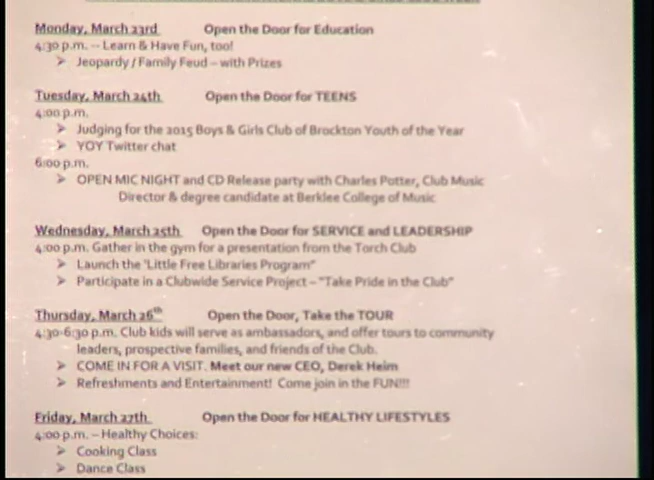 Monday, March 23rd Open the Door for Education
4:30 p.m. -- Learn & Have Fun, too!
➢ Jeopardy / Family Feud – with Prizes
Tuesday, March 24th Open the Door for TEENS
4:00 p.m.
➢ Judging for the 2015 Boys & Girls Club of Brockton Youth of the Year
➢ YOY Twitter chat
6:00 p.m.
➢ OPEN MIC NIGHT and CD Release party with Charles Potter, Club Music
Director & degree candidate at Berklee College of Music
Wednesday, March 25th Open the Door for SERVICE and LEADERSHIP
4:00 p.m. Gather in the gym for a presentation from the Torch Club
➢ Launch the 'Little Free Libraries Program"
➢ Participate in a Clubwide Service Project – "Take Pride in the Club"
Thursday, March 26th Open the Door, Take the TOUR
4:30-6:30 p.m. Club kids will serve as ambassadors, and offer tours to community
leaders, prospective families, and friends of the Club.
➢ COME IN FOR A VISIT. Meet our new CEO, Derek Heim
➢ Refreshments and Entertainment! Come join in the FUN!!!
Friday, March 27th Open the Door for HEALTHY LIFESTYLES
4:00 p.m. – Healthy Choices:
➢ Cooking Class
➢ Dance Class